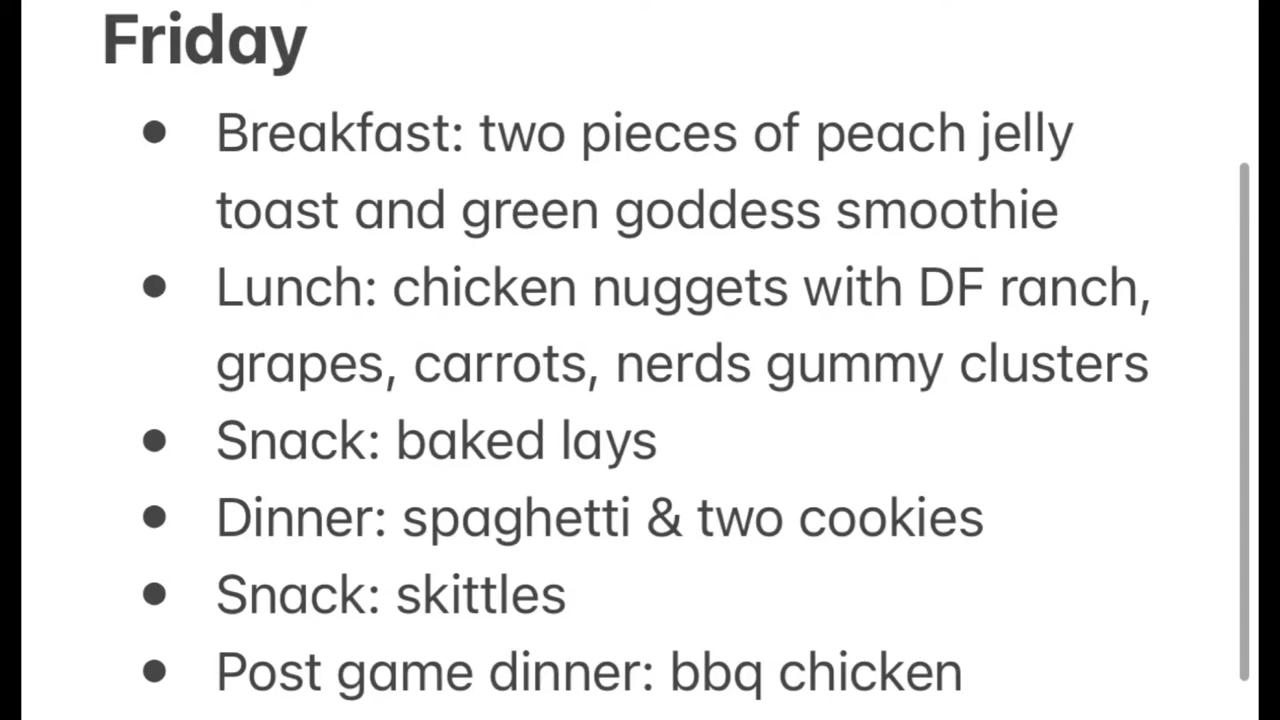 Friday
• Breakfast: two pieces of peach jelly
toast and green goddess smoothie
• Lunch: chicken nuggets with DF ranch,
grapes, carrots, nerds gummy clusters
• Snack: baked lays
• Dinner: spaghetti & two cookies
• Snack: skittles
• Post game dinner: bbq chicken